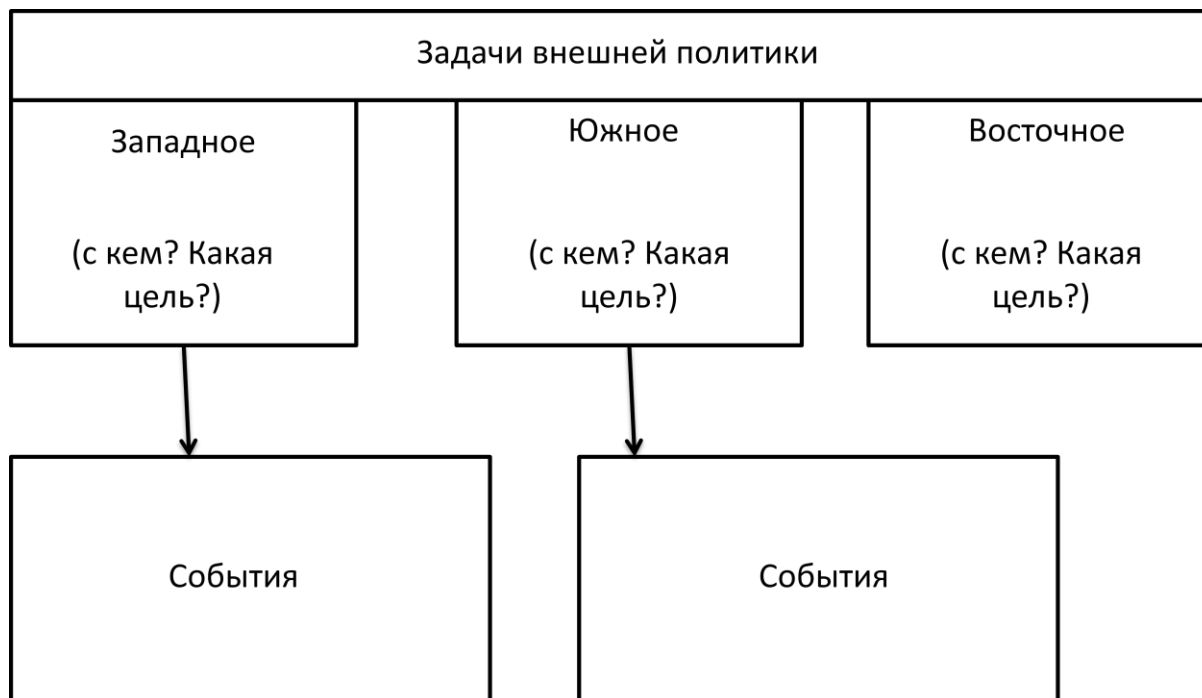 Задачи внешней политики
Западное
Южное
Восточное
(с кем? Какая
цель?)
(с кем? Какая
цель?)
(с кем? Какая
цель?)
События
События